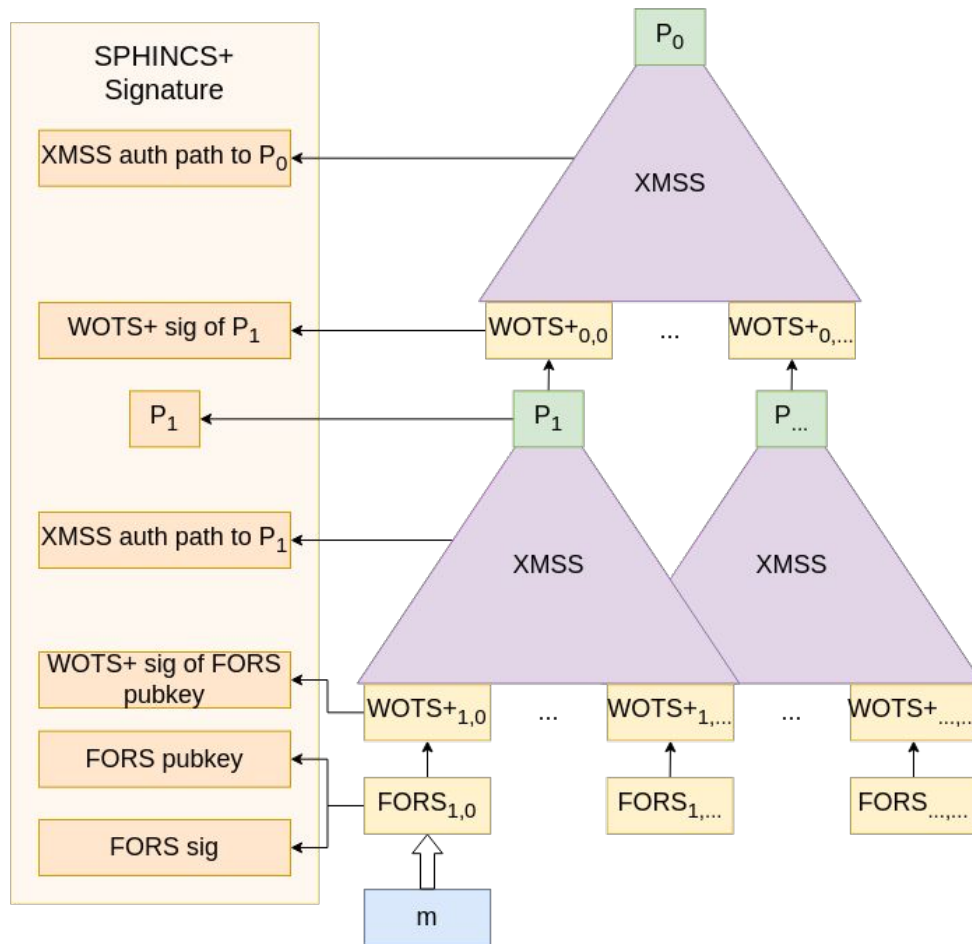 SPHINCS+
Signature
P0
XMSS auth path to P0
XMSS
WOTS+ sig of P1
WOTS+0,0
...
WOTS+0,...
P1
P1
P...
XMSS auth path to P1
XMSS
XMSS
WOTS+ sig of FORS
pubkey
WOTS+1,0
...
WOTS+1,...
...
WOTS+...,...
FORS pubkey
FORS1,0
FORS1,...
FORS...,...
FORS sig
m